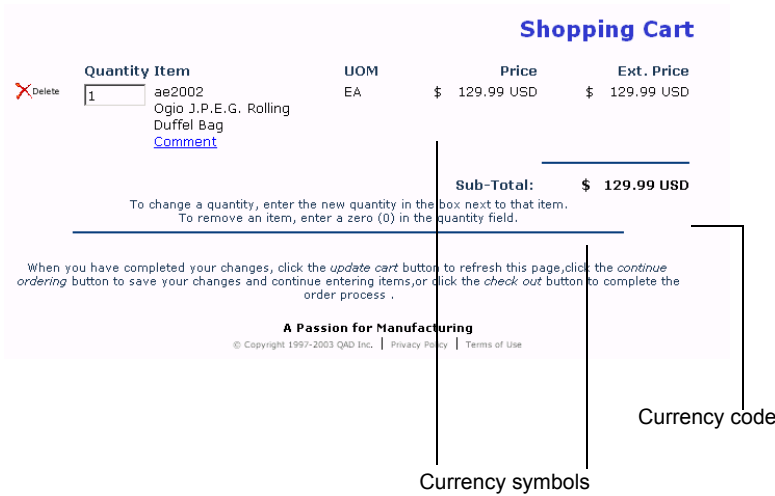 Shopping Cart
Quantity Item UOM Price Ext. Price
Delete 1 ae2002 EA $ 129.99 USD $ 129.99 USD
Ogio J.P.E.G. Rolling
Duffel Bag
Comment
Sub-Total: $ 129.99 USD
To change a quantity, enter the new quantity in the box next to that item.
To remove an item, enter a zero (0) in the quantity field.
When you have completed your changes, click the update cart button to refresh this page,click the continue
ordering button to save your changes and continue entering items,or click the check out button to complete the
order process .
A Passion for Manufacturing
© Copyright 1997-2003 QAD Inc. | Privacy Policy | Terms of Use
Currency code
Currency symbols